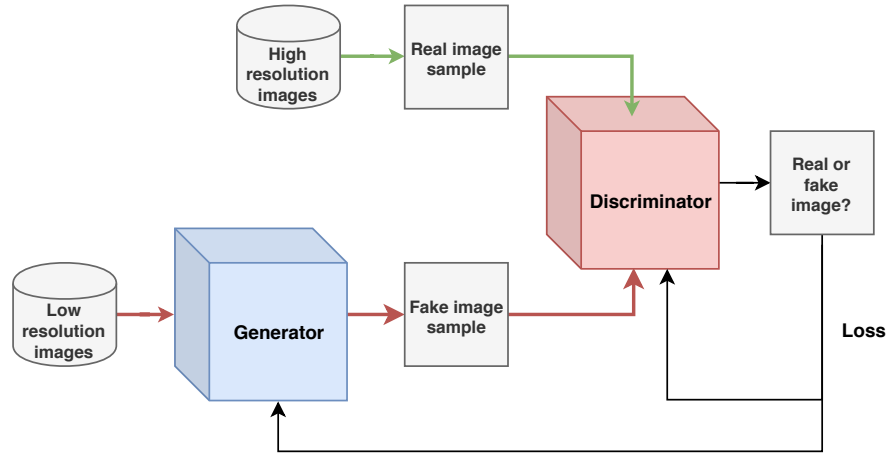 High
resolution
images
Real image
sample
Discriminator
Real or
fake
image?
Low
resolution
images
Generator
Fake image
sample
Loss